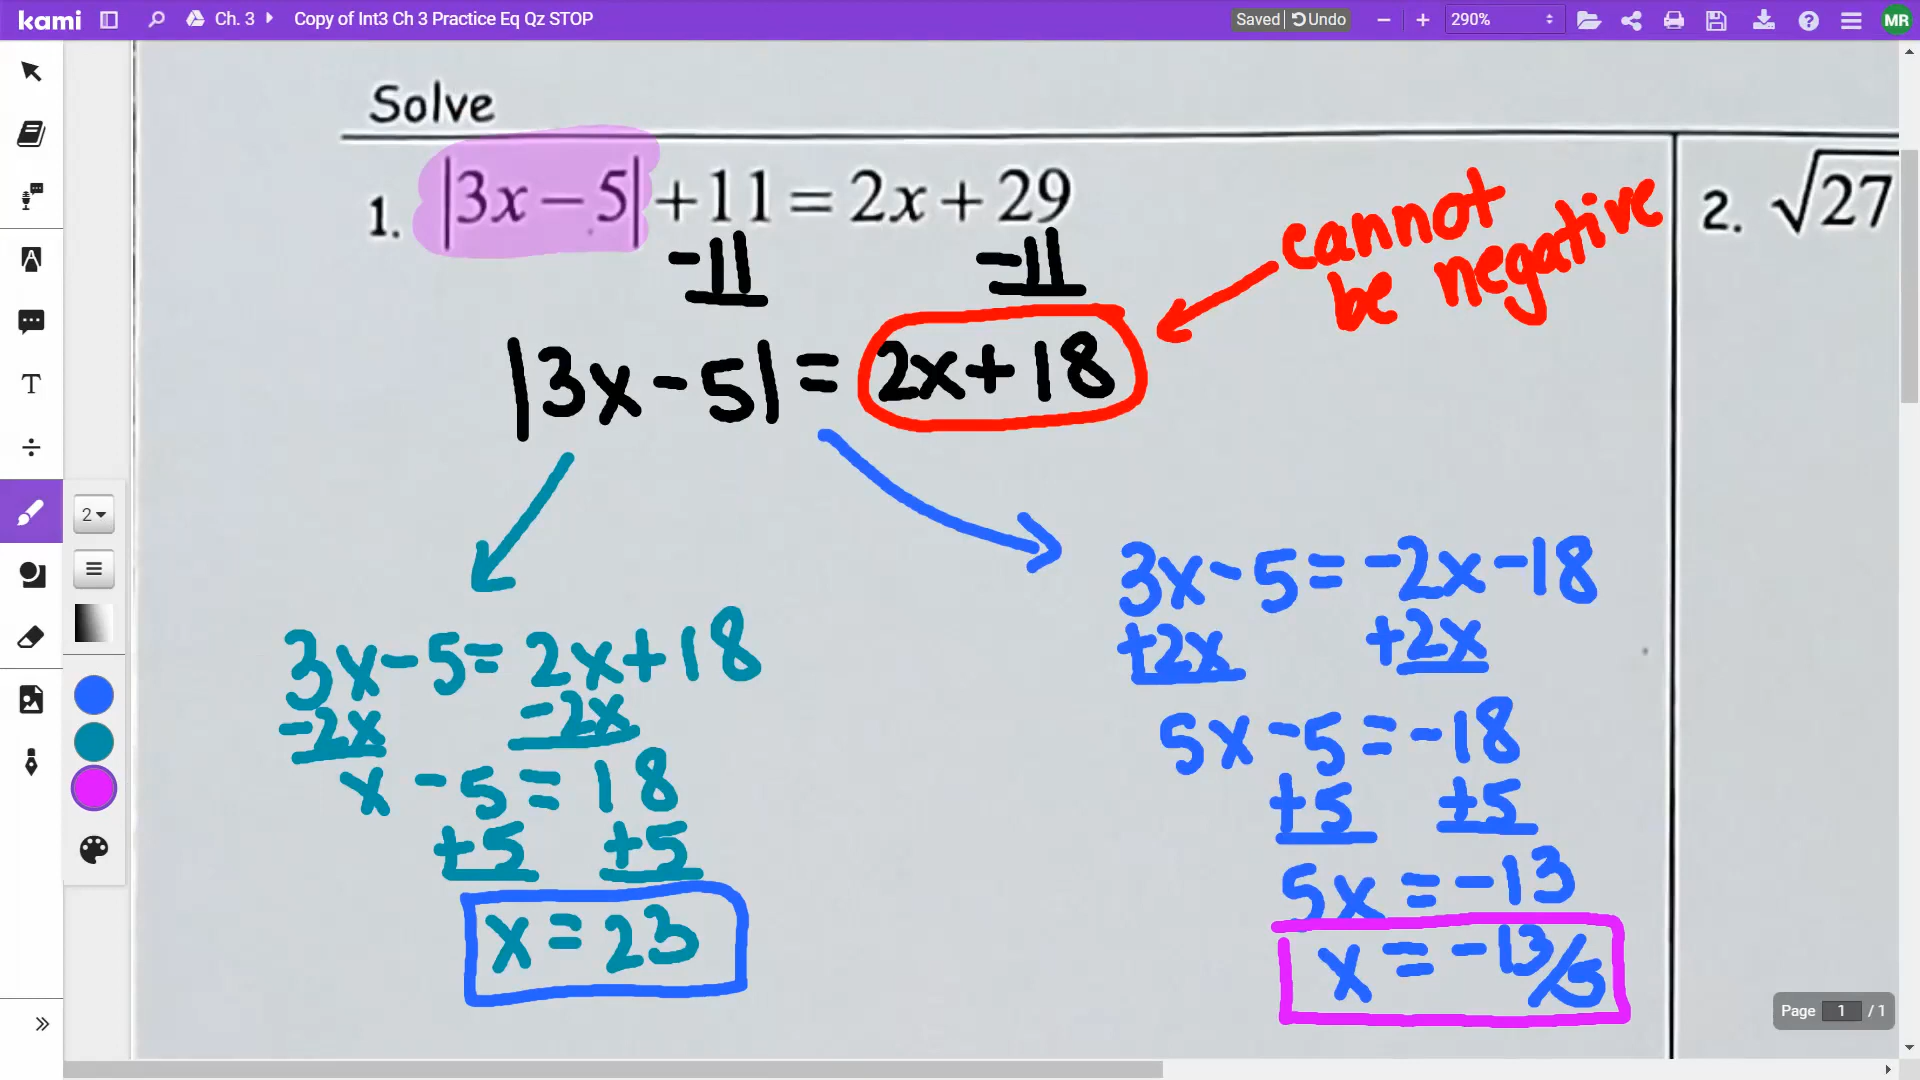 kami Ch. 3 Copy of Int3 Ch 3 Practice Eq Qz STOP Saved Undo 290% MR
Solve
1. |3x − 5| + 11 = 2x + 29
2. √27
-11 -11
cannot
be negative
|3x - 5| = 2x + 18
3x - 5 = 2x + 18
-2x -2x
x - 5 = 18
+5 +5
x = 23
3x - 5 = -2x - 18
+2x +2x
5x - 5 = -18
+5 +5
5x = -13
x = -13/5
2
Page 1 / 1